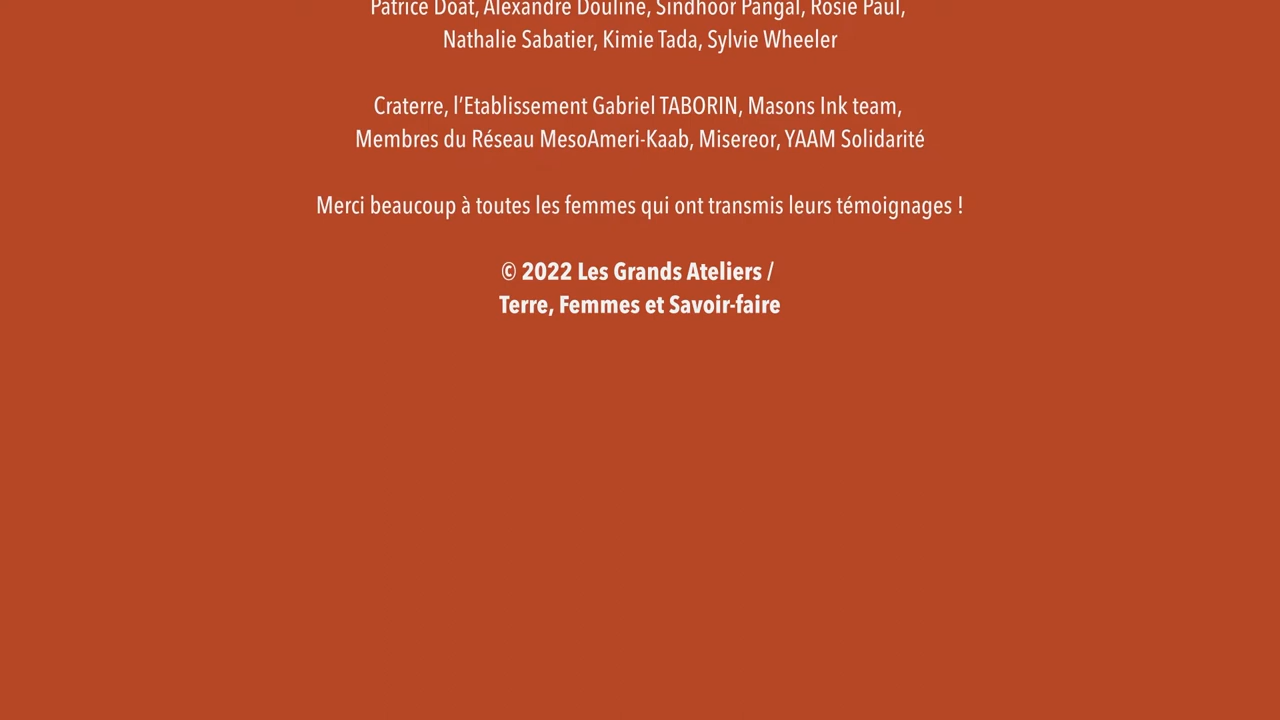 Patrice Doat, Alexandre Douline, Sindhoor Pangal, Rosie Paul,
Nathalie Sabatier, Kimie Tada, Sylvie Wheeler
Craterre, l’Etablissement Gabriel TABORIN, Masons Ink team,
Membres du Réseau MesoAmeri-Kaab, Misereor, YAAM Solidarité
Merci beaucoup à toutes les femmes qui ont transmis leurs témoignages !
© 2022 Les Grands Ateliers /
Terre, Femmes et Savoir-faire